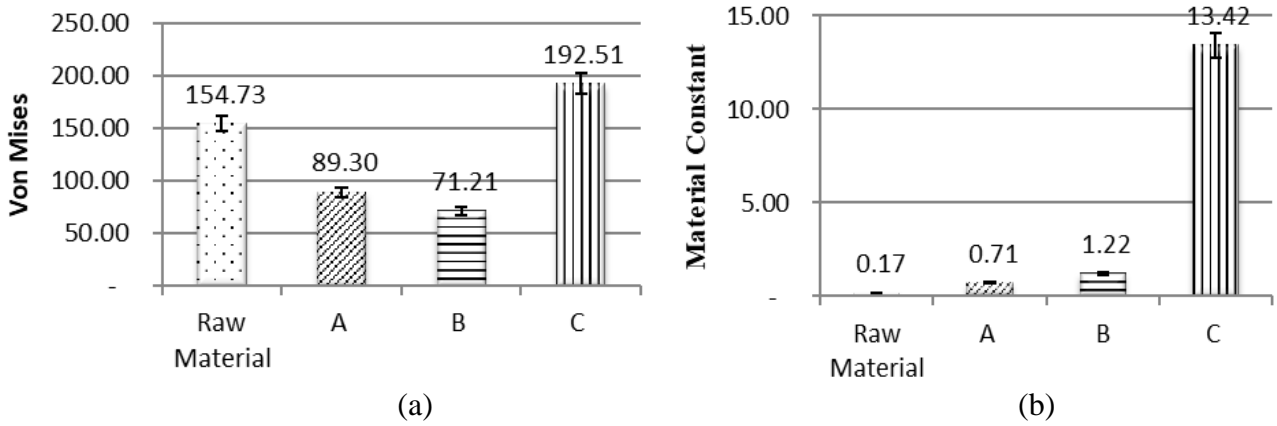 Von Mises
250.00
200.00
150.00
100.00
50.00
-
154.73
89.30
71.21
192.51
Raw
Material
A
B
C
(a)
Material Constant
15.00
10.00
5.00
-
0.17
0.71
1.22
13.42
Raw
Material
A
B
C
(b)